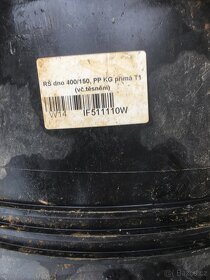 RŠ dno 400/150, PP KG přímá T1
(vč.těsnění)
W14 IF511110W